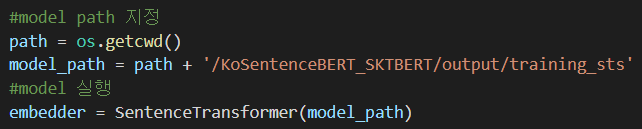 #model path 지정
path = os.getcwd()
model_path = path + '/KoSentenceBERT_SKTBERT/output/training_sts'
#model 실행
embedder = SentenceTransformer(model_path)